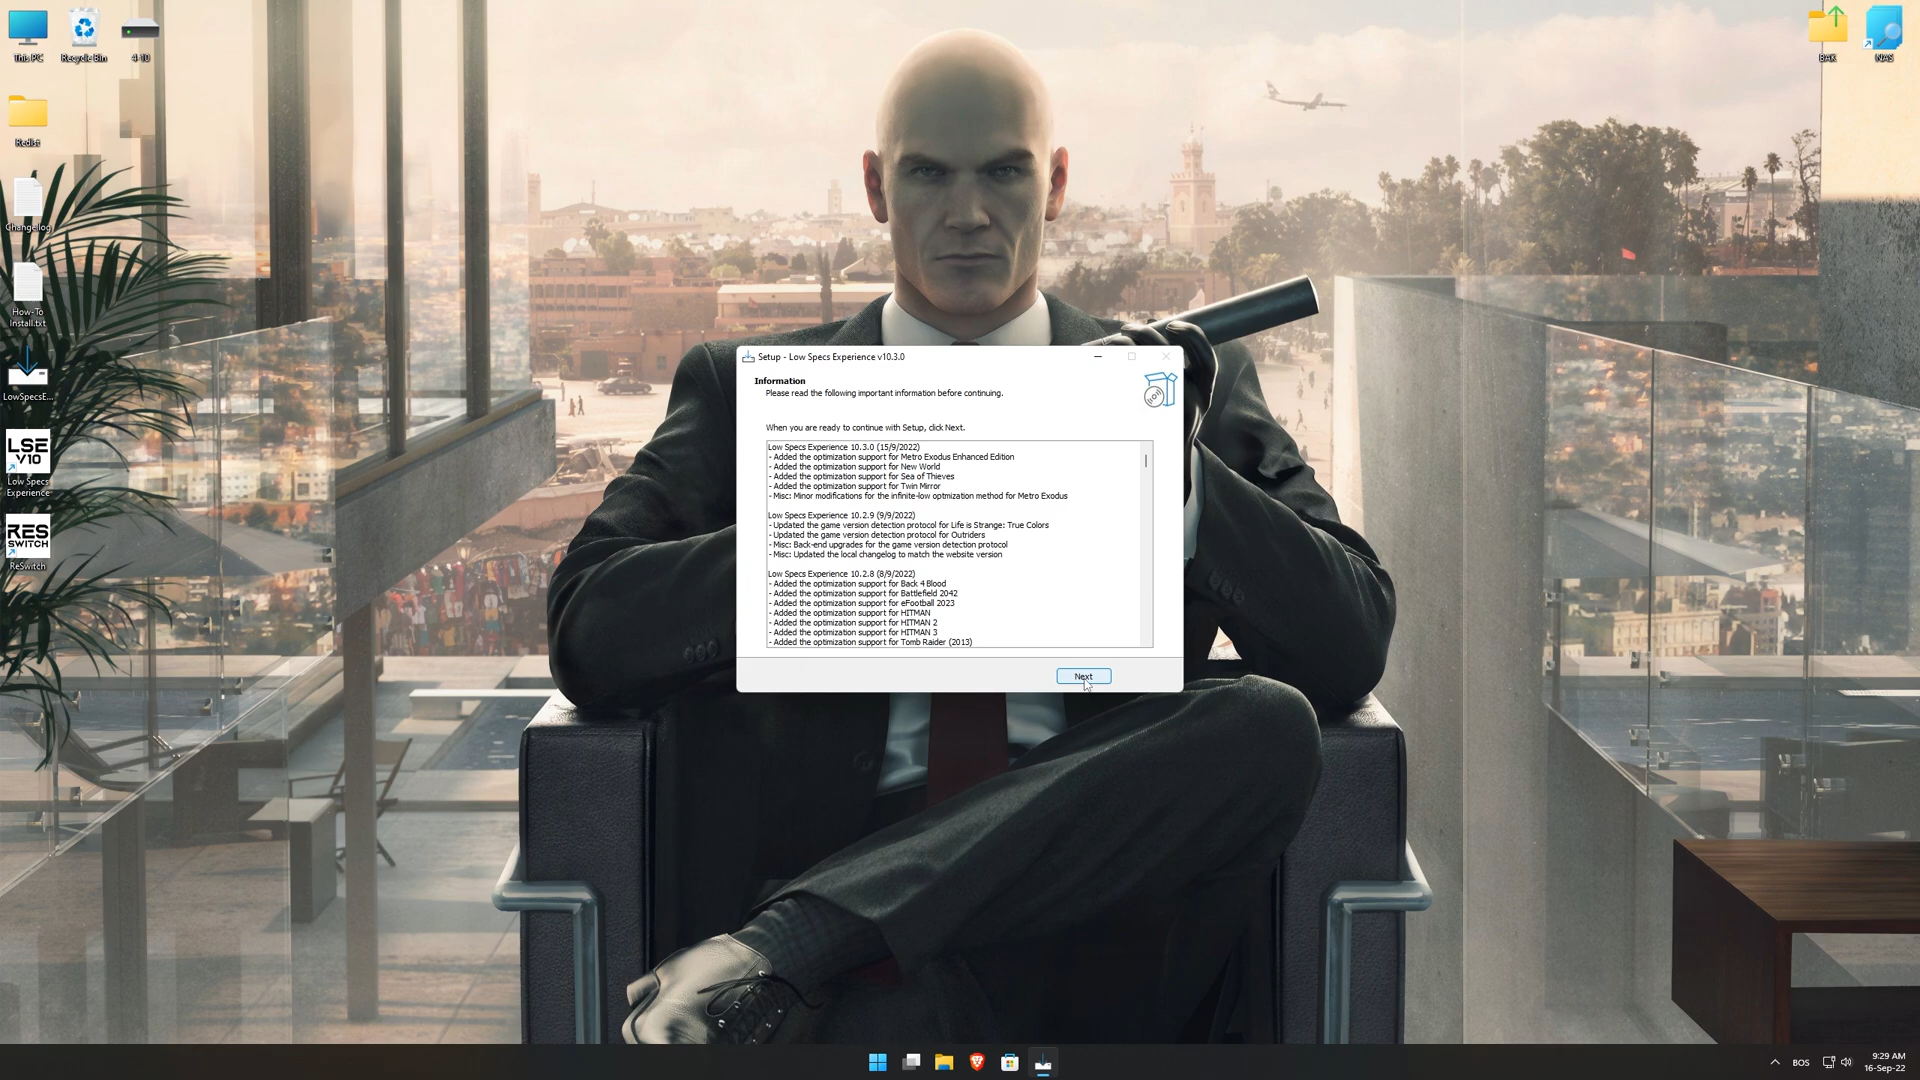 This PC
Recycle Bin
4-10
BAK
NAS
Redist
Changelog
How-To
Install.txt
LowSpecsE...
LSE
V10
Low Specs
Experience
RES
SWITCH
ReSwitch
Setup - Low Specs Experience v10.3.0
Information
Please read the following important information before continuing.
When you are ready to continue with Setup, click Next.
Low Specs Experience 10.3.0 (15/9/2022)
- Added the optimization support for Metro Exodus Enhanced Edition
- Added the optimization support for New World
- Added the optimization support for Sea of Thieves
- Added the optimization support for Twin Mirror
- Misc: Minor modifications for the infinite-low optmization method for Metro Exodus
Low Specs Experience 10.2.9 (9/9/2022)
- Updated the game version detection protocol for Life is Strange: True Colors
- Updated the game version detection protocol for Outriders
- Misc: Back-end upgrades for the game version detection protocol
- Misc: Updated the local changelog to match the website version
Low Specs Experience 10.2.8 (8/9/2022)
- Added the optimization support for Back 4 Blood
- Added the optimization support for Battlefield 2042
- Added the optimization support for eFootball 2023
- Added the optimization support for HITMAN
- Added the optimization support for HITMAN 2
- Added the optimization support for HITMAN 3
- Added the optimization support for Tomb Raider (2013)
Next
BOS
9:29 AM
16-Sep-22